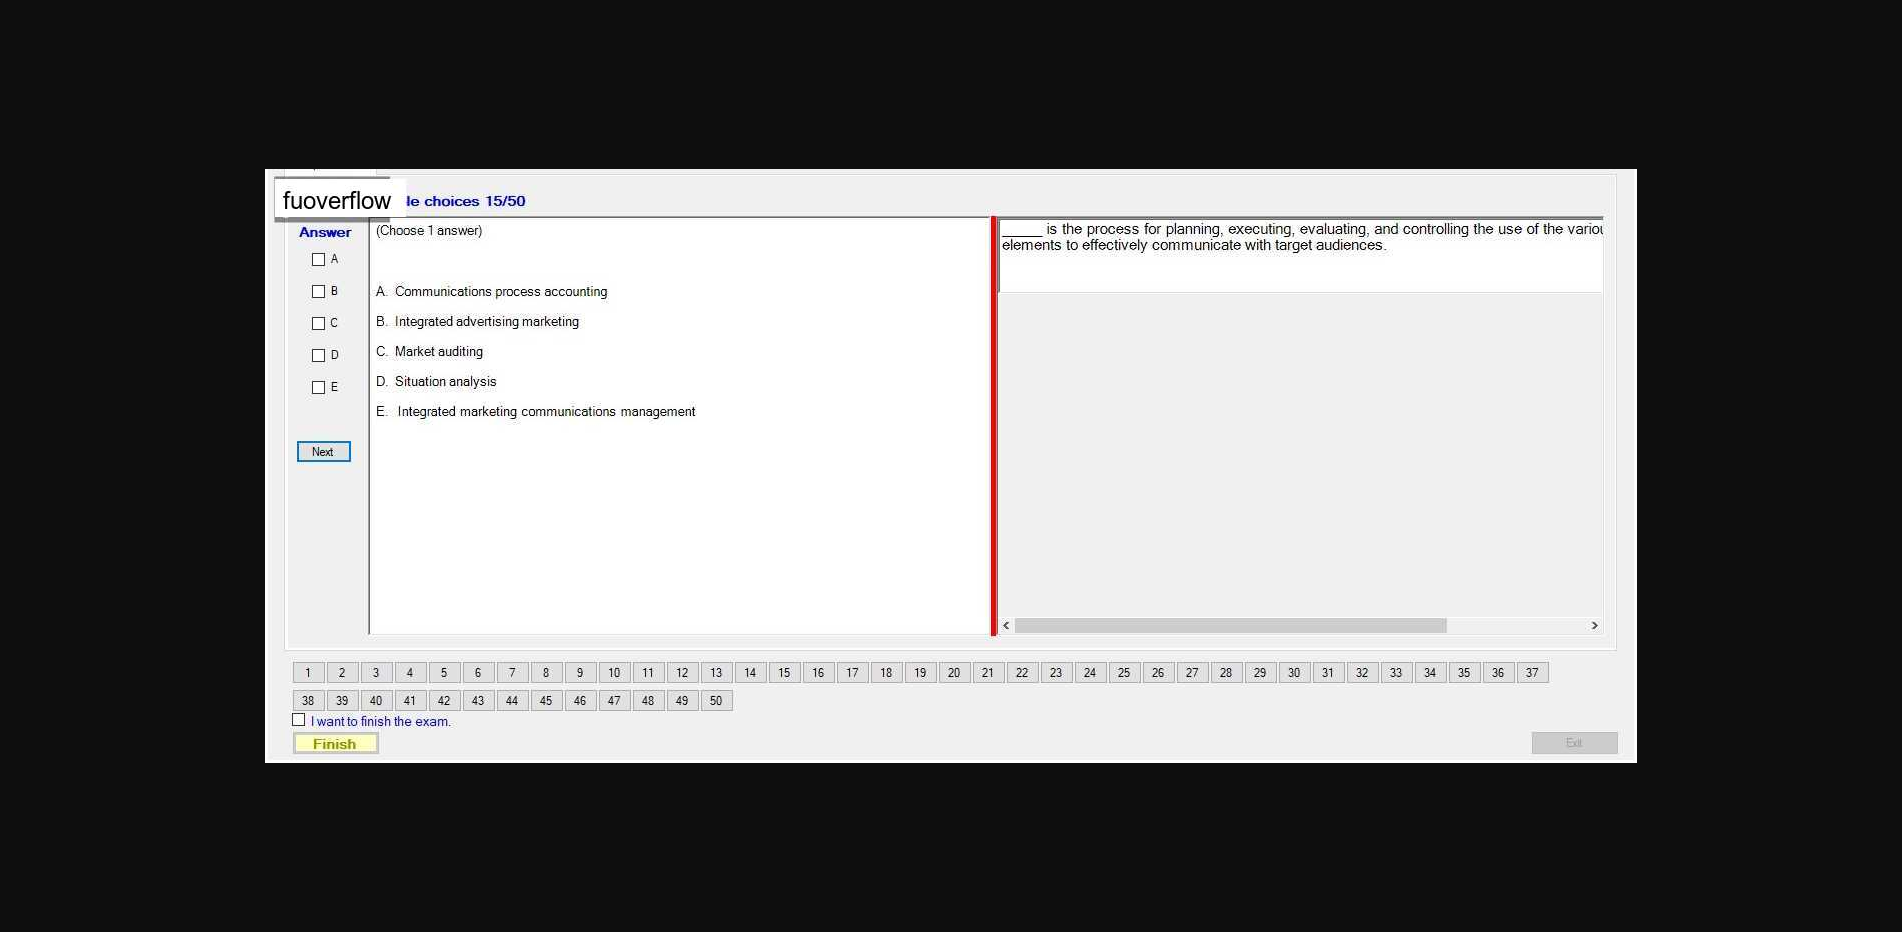 fuoverflow
le choices 15/50
Answer
A
B
C
D
E
Next
(Choose 1 answer)
A. Communications process accounting
B. Integrated advertising marketing
C. Market auditing
D. Situation analysis
E. Integrated marketing communications management
_____ is the process for planning, executing, evaluating, and controlling the use of the
elements to effectively communicate with target audiences.
1 2 3 4 5 6 7 8 9 10 11 12 13 14 15 16 17 18 19 20 21 22 23 24 25 26 27 28 29 30 31 32 33 34 35 36 37
38 39 40 41 42 43 44 45 46 47 48 49 50
I want to finish the exam.
Finish
Exit